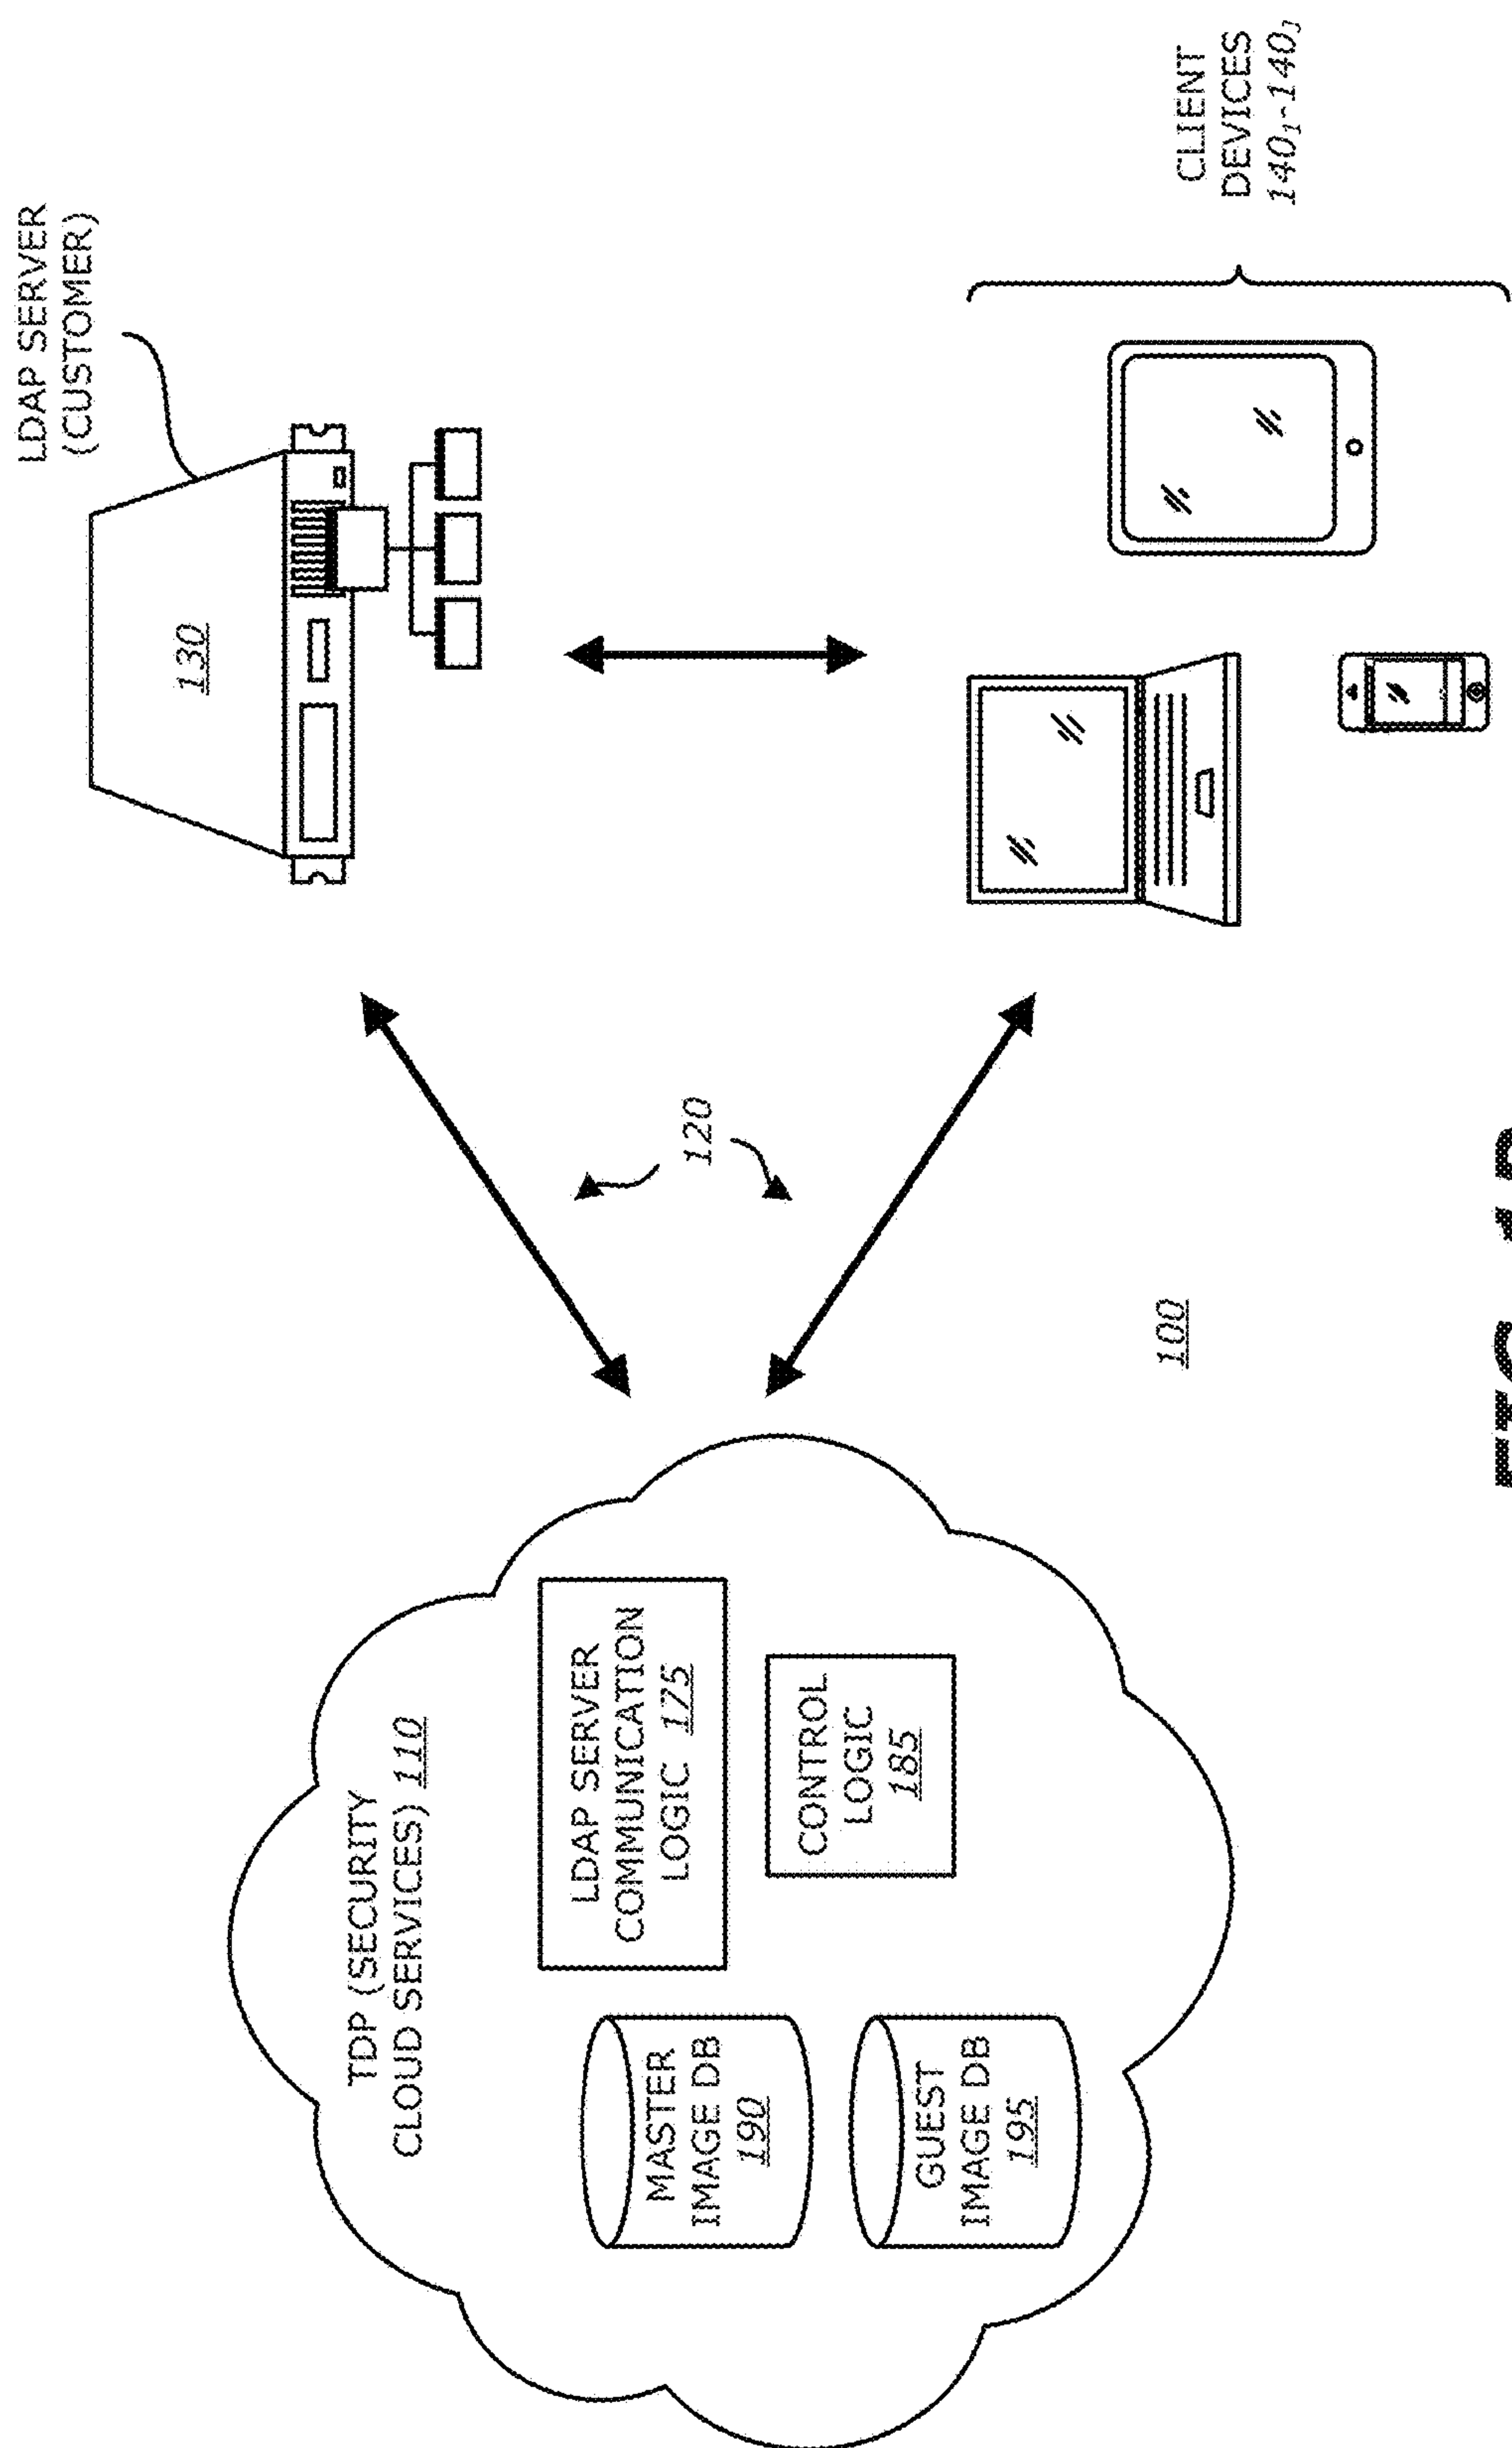 TDP (SECURITY
CLOUD SERVICES) 110
MASTER
IMAGE DB
190
GUEST
IMAGE DB
195
LDAP SERVER
COMMUNICATION
LOGIC 175
CONTROL
LOGIC
185
120
100
LDAP SERVER
(CUSTOMER)
130
CLIENT
DEVICES
140₁-140ⱼ